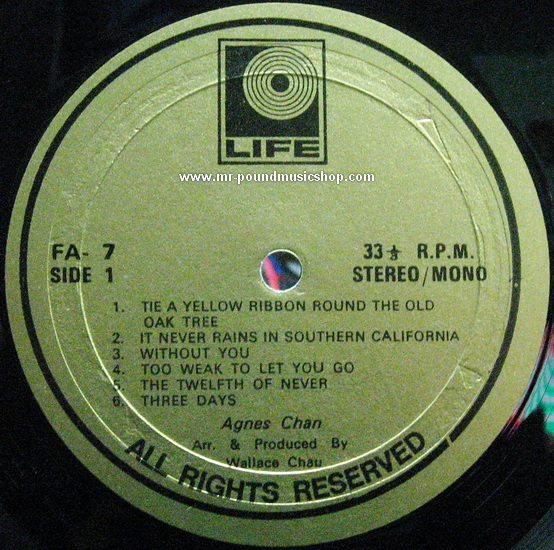 LIFE
www.mr-poundmusicshop.com
FA- 7
SIDE 1
33⅓ R.P.M.
STEREO/MONO
1. TIE A YELLOW RIBBON ROUND THE OLD
OAK TREE
2. IT NEVER RAINS IN SOUTHERN CALIFORNIA
3. WITHOUT YOU
4. TOO WEAK TO LET YOU GO
5. THE TWELFTH OF NEVER
6. THREE DAYS
Agnes Chan
Arr. & Produced By
Wallace Chau
ALL RIGHTS RESERVED